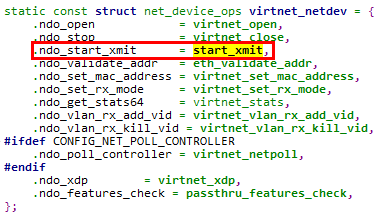 static const struct net_device_ops virtnet_netdev = {
.ndo_open = virtnet_open,
.ndo_stop = virtnet_close,
.ndo_start_xmit = start_xmit,
.ndo_validate_addr = eth_validate_addr,
.ndo_set_mac_address = virtnet_set_mac_address,
.ndo_set_rx_mode = virtnet_set_rx_mode,
.ndo_get_stats64 = virtnet_stats,
.ndo_vlan_rx_add_vid = virtnet_vlan_rx_add_vid,
.ndo_vlan_rx_kill_vid = virtnet_vlan_rx_kill_vid,
#ifdef CONFIG_NET_POLL_CONTROLLER
.ndo_poll_controller = virtnet_netpoll,
#endif
.ndo_xdp = virtnet_xdp,
.ndo_features_check = passthru_features_check,
};